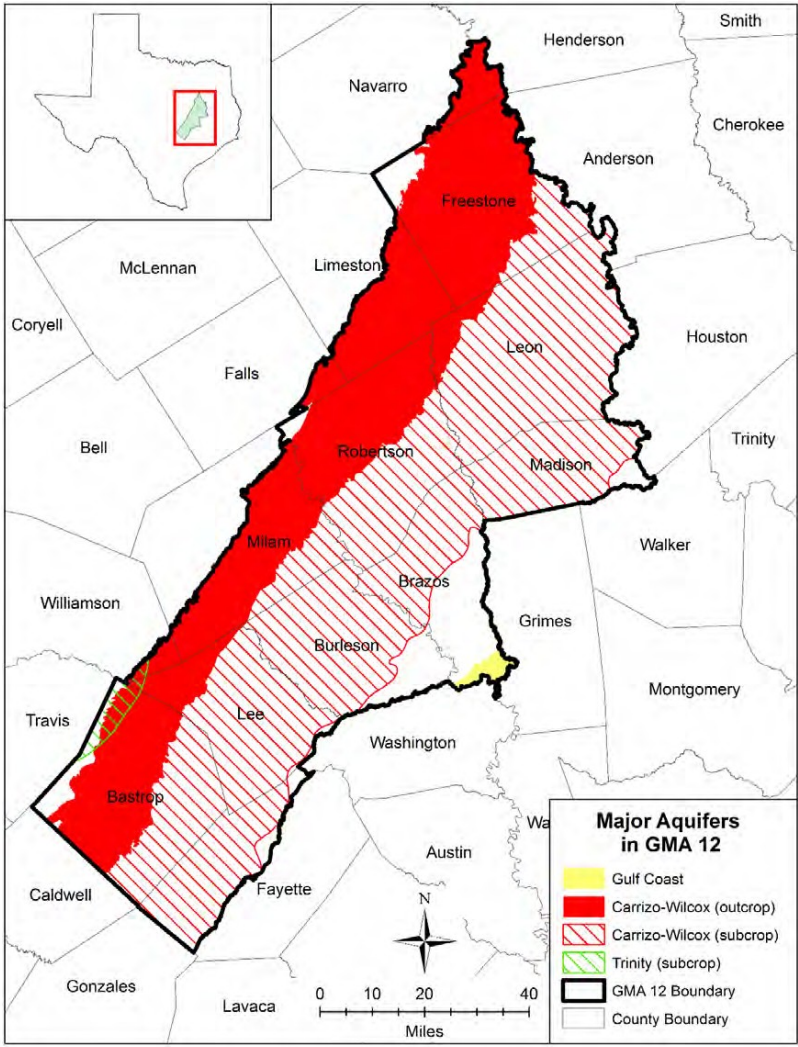 Smith
Henderson
Navarro
Cherokee
Anderson
Freestone
McLennan
Limeston
Coryell
Houston
Leon
Falls
Bell
Robertson
Trinity
Madison
Milam
Walker
Brazos
Williamson
Grimes
Burleson
Montgomery
Lee
Travis
Washington
Bastrop
Wa
Austin
Caldwell
Fayette
Gonzales
Lavaca
N
0 10 20 40
Miles
Major Aquifers
in GMA 12
Gulf Coast
Carrizo-Wilcox (outcrop)
Carrizo-Wilcox (subcrop)
Trinity (subcrop)
GMA 12 Boundary
County Boundary